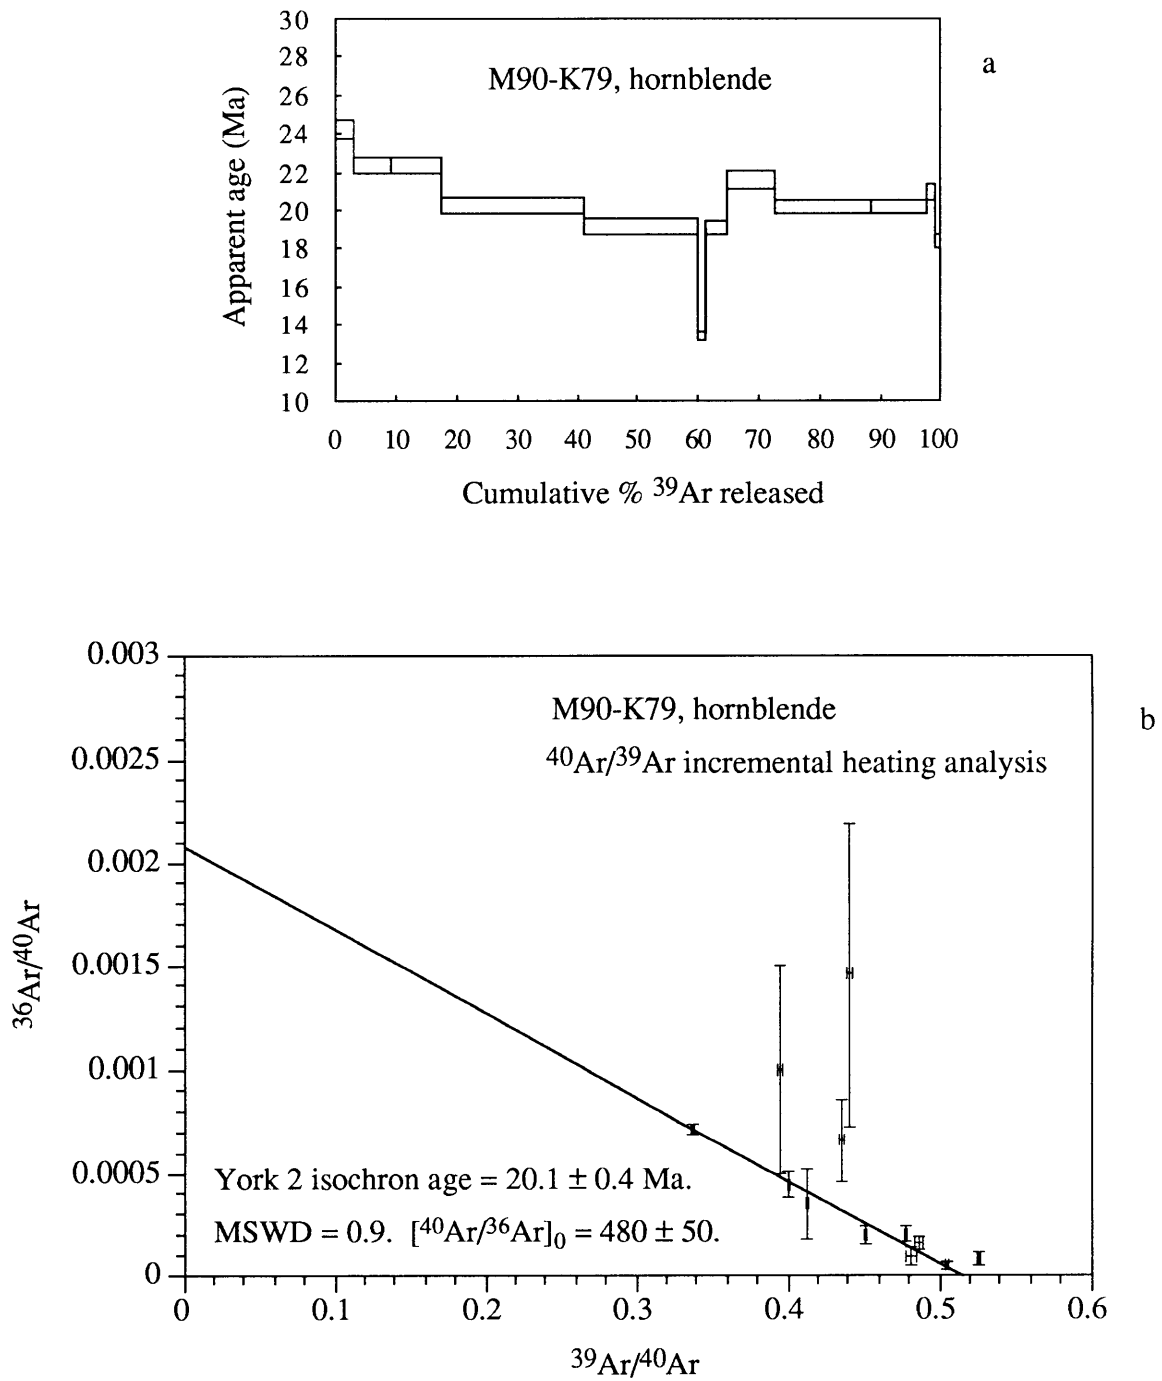 30
28
26
24
22
20
18
16
14
12
10
Apparent age (Ma)
M90-K79, hornblende
a
0 10 20 30 40 50 60 70 80 90 100
Cumulative % ³⁹Ar released
0.003
0.0025
0.002
0.0015
0.001
0.0005
0
³⁶Ar/⁴⁰Ar
M90-K79, hornblende
b
⁴⁰Ar/³⁹Ar incremental heating analysis
York 2 isochron age = 20.1 ± 0.4 Ma.
MSWD = 0.9. [⁴⁰Ar/³⁶Ar]₀ = 480 ± 50.
0 0.1 0.2 0.3 0.4 0.5 0.6
³⁹Ar/⁴⁰Ar